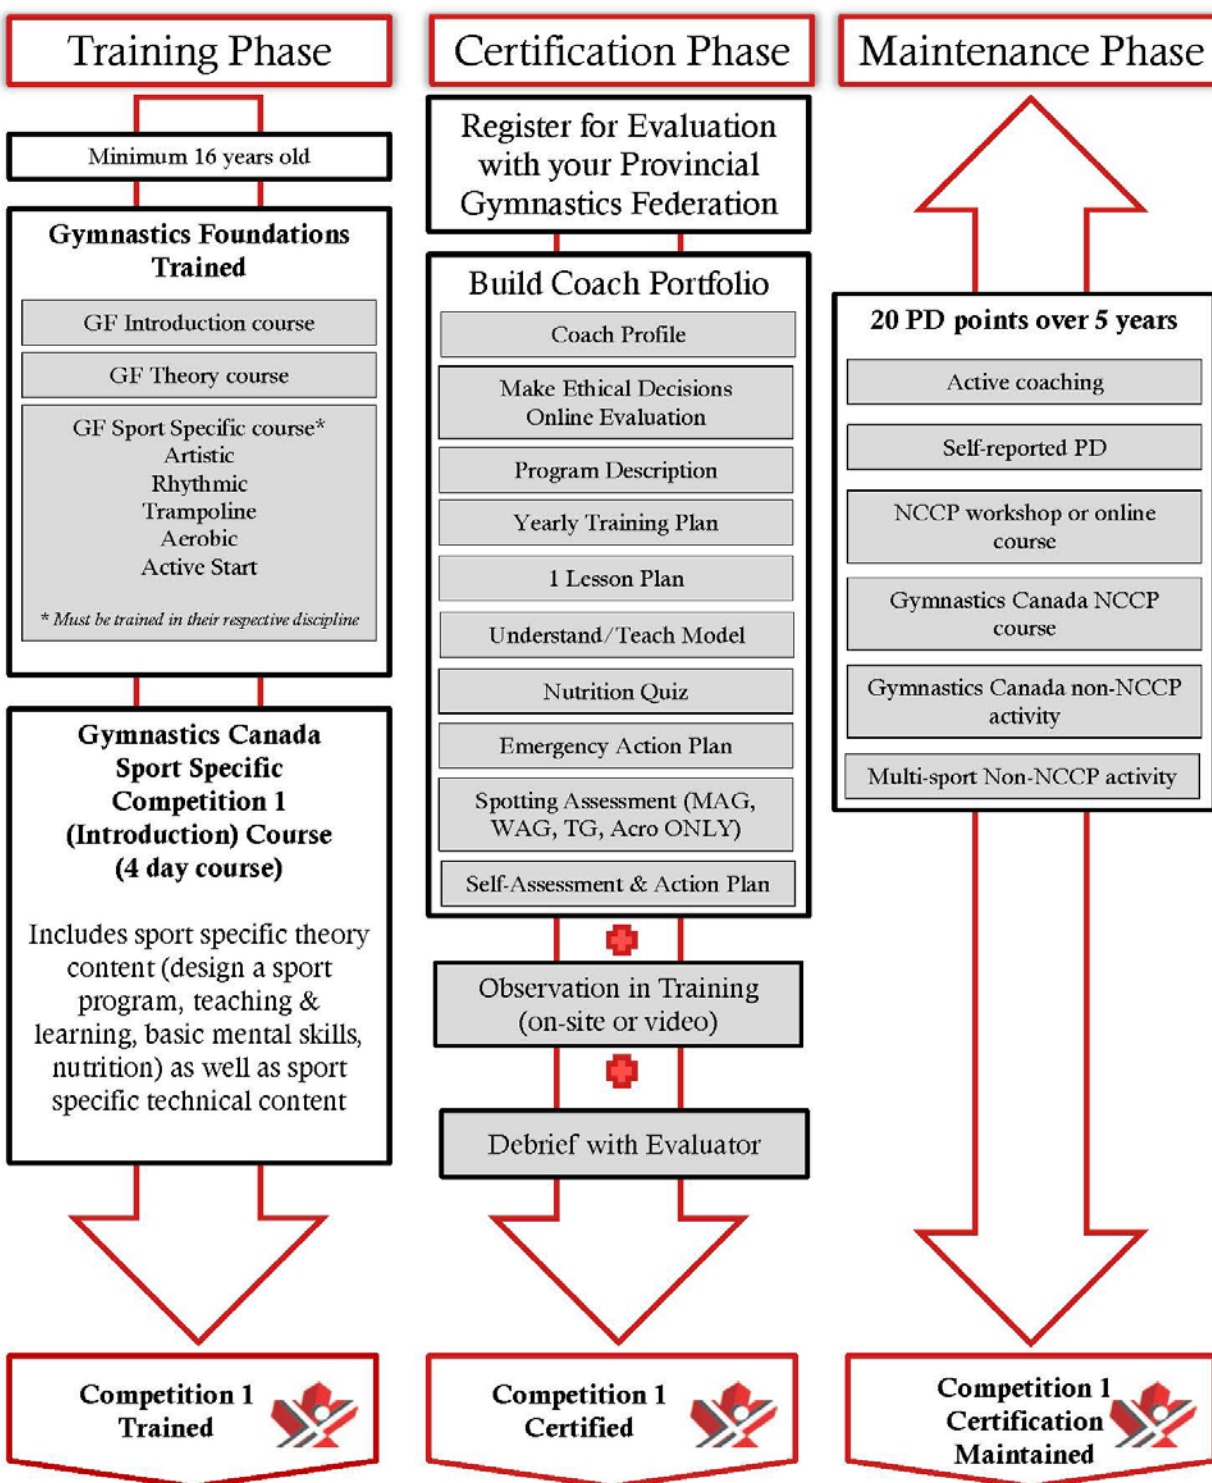 Training Phase
Minimum 16 years old
Gymnastics Foundations
Trained
GF Introduction course
GF Theory course
GF Sport Specific course*
Artistic
Rhythmic
Trampoline
Aerobic
Active Start
* Must be trained in their respective discipline
Gymnastics Canada
Sport Specific
Competition 1
(Introduction) Course
(4 day course)
Includes sport specific theory
content (design a sport
program, teaching &
learning, basic mental skills,
nutrition) as well as sport
specific technical content
Competition 1
Trained
Certification Phase
Register for Evaluation
with your Provincial
Gymnastics Federation
Build Coach Portfolio
Coach Profile
Make Ethical Decisions
Online Evaluation
Program Description
Yearly Training Plan
1 Lesson Plan
Understand/Teach Model
Nutrition Quiz
Emergency Action Plan
Spotting Assessment (MAG,
WAG, TG, Acro ONLY)
Self-Assessment & Action Plan
Observation in Training
(on-site or video)
Debrief with Evaluator
Competition 1
Certified
Maintenance Phase
20 PD points over 5 years
Active coaching
Self-reported PD
NCCP workshop or online
course
Gymnastics Canada NCCP
course
Gymnastics Canada non-NCCP
activity
Multi-sport Non-NCCP activity
Competition 1
Certification
Maintained